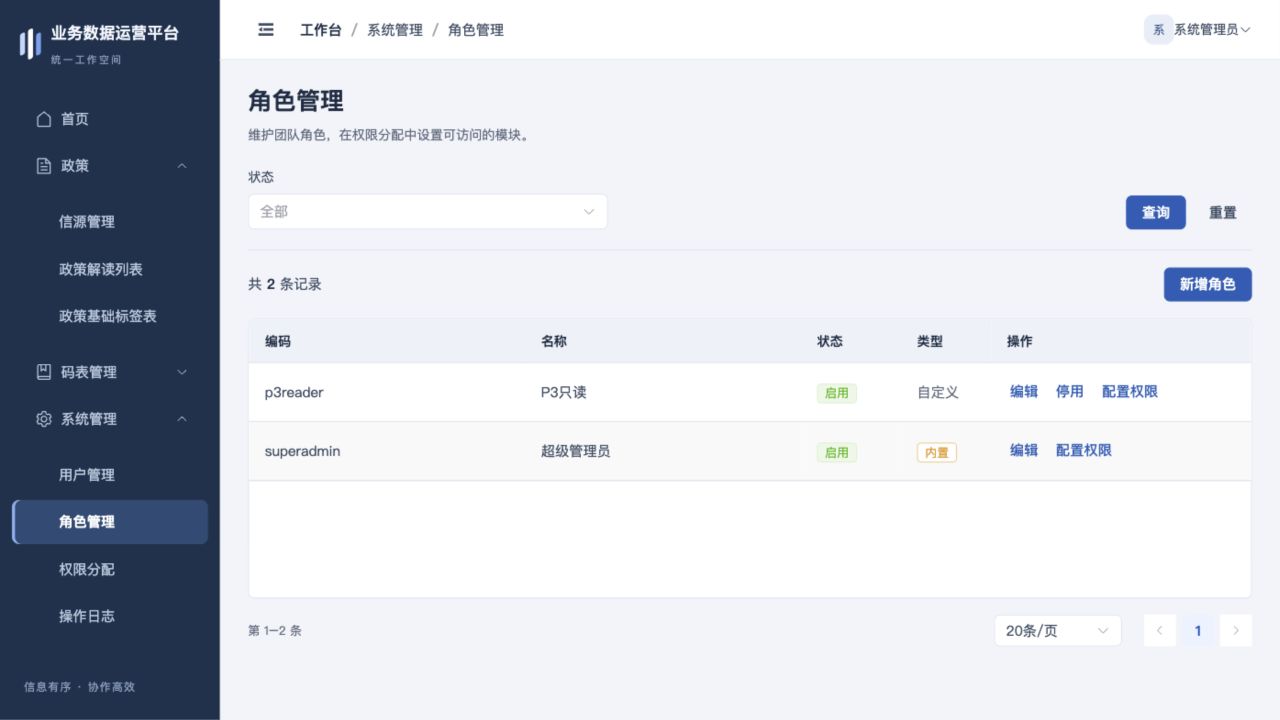 业务数据运营平台
统一工作空间
首页
政策
信源管理
政策解读列表
政策基础标签表
码表管理
系统管理
用户管理
角色管理
权限分配
操作日志
信息有序 · 协作高效
工作台 / 系统管理 / 角色管理
系 系统管理员
角色管理
维护团队角色，在权限分配中设置可访问的模块。
状态
全部
查询 重置
共 2 条记录
新增角色
编码 名称 状态 类型 操作
p3reader P3只读 启用 自定义 编辑 停用 配置权限
superadmin 超级管理员 启用 内置 编辑 配置权限
第 1–2 条
20条/页
1